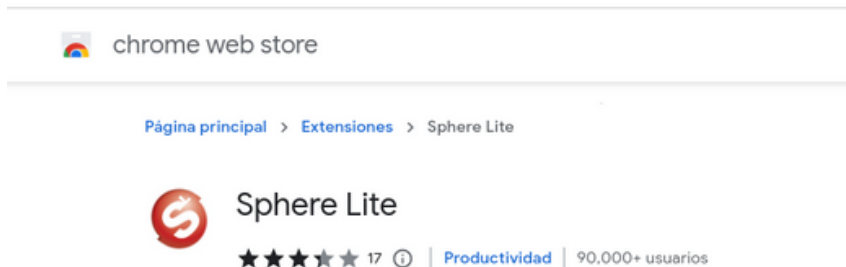 chrome web store
Página principal > Extensiones > Sphere Lite
Sphere Lite
17 | Productividad | 90,000+ usuarios